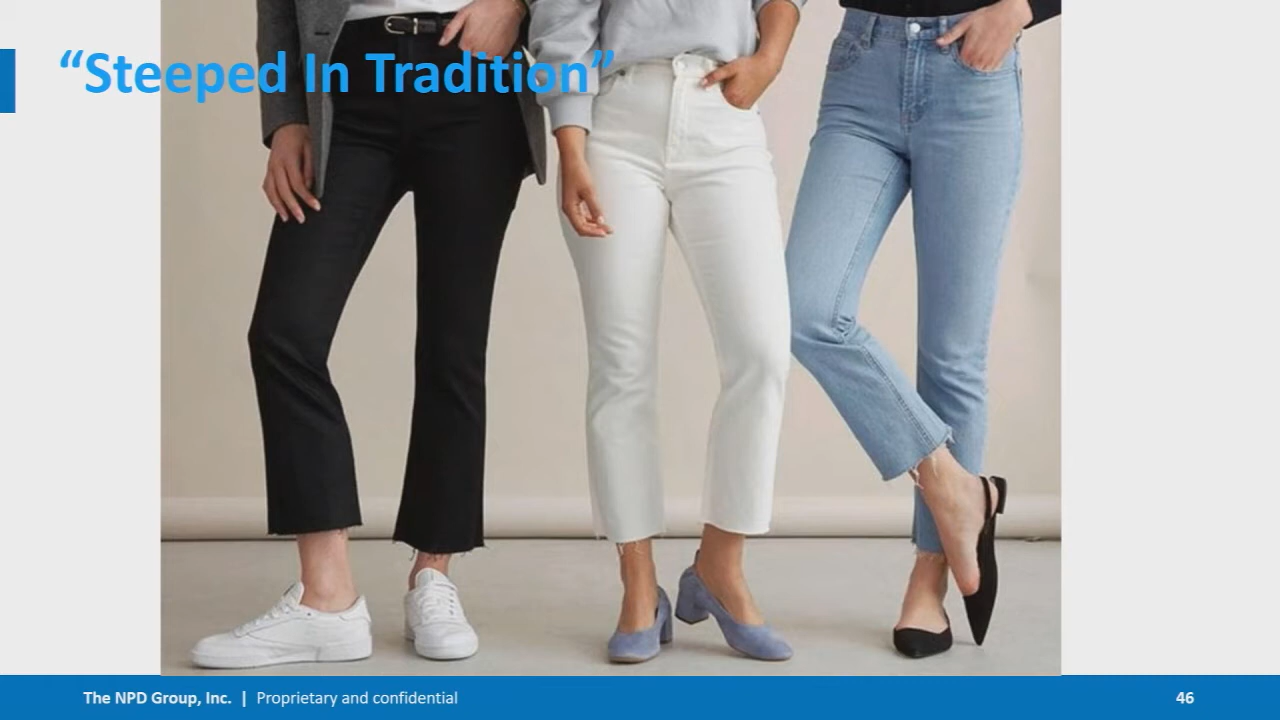 “Steeped In Tradition”
The NPD Group, Inc. | Proprietary and confidential
46